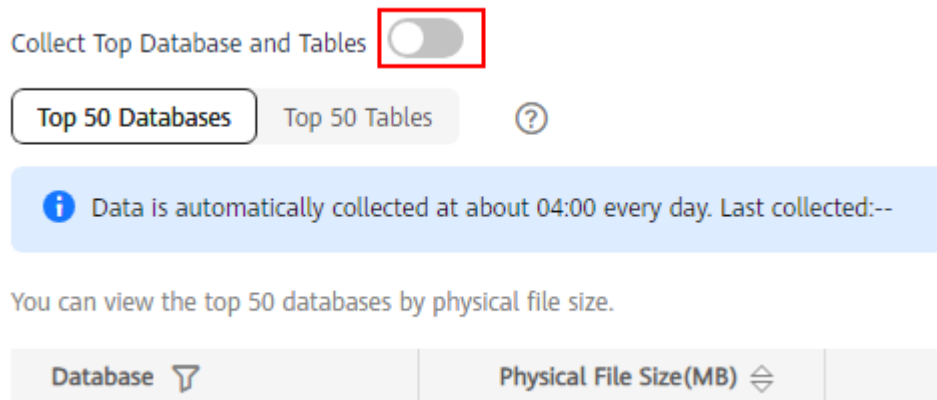 Collect Top Database and Tables
Top 50 Databases Top 50 Tables ?
i Data is automatically collected at about 04:00 every day. Last collected:--
You can view the top 50 databases by physical file size.
Database Physical File Size(MB)